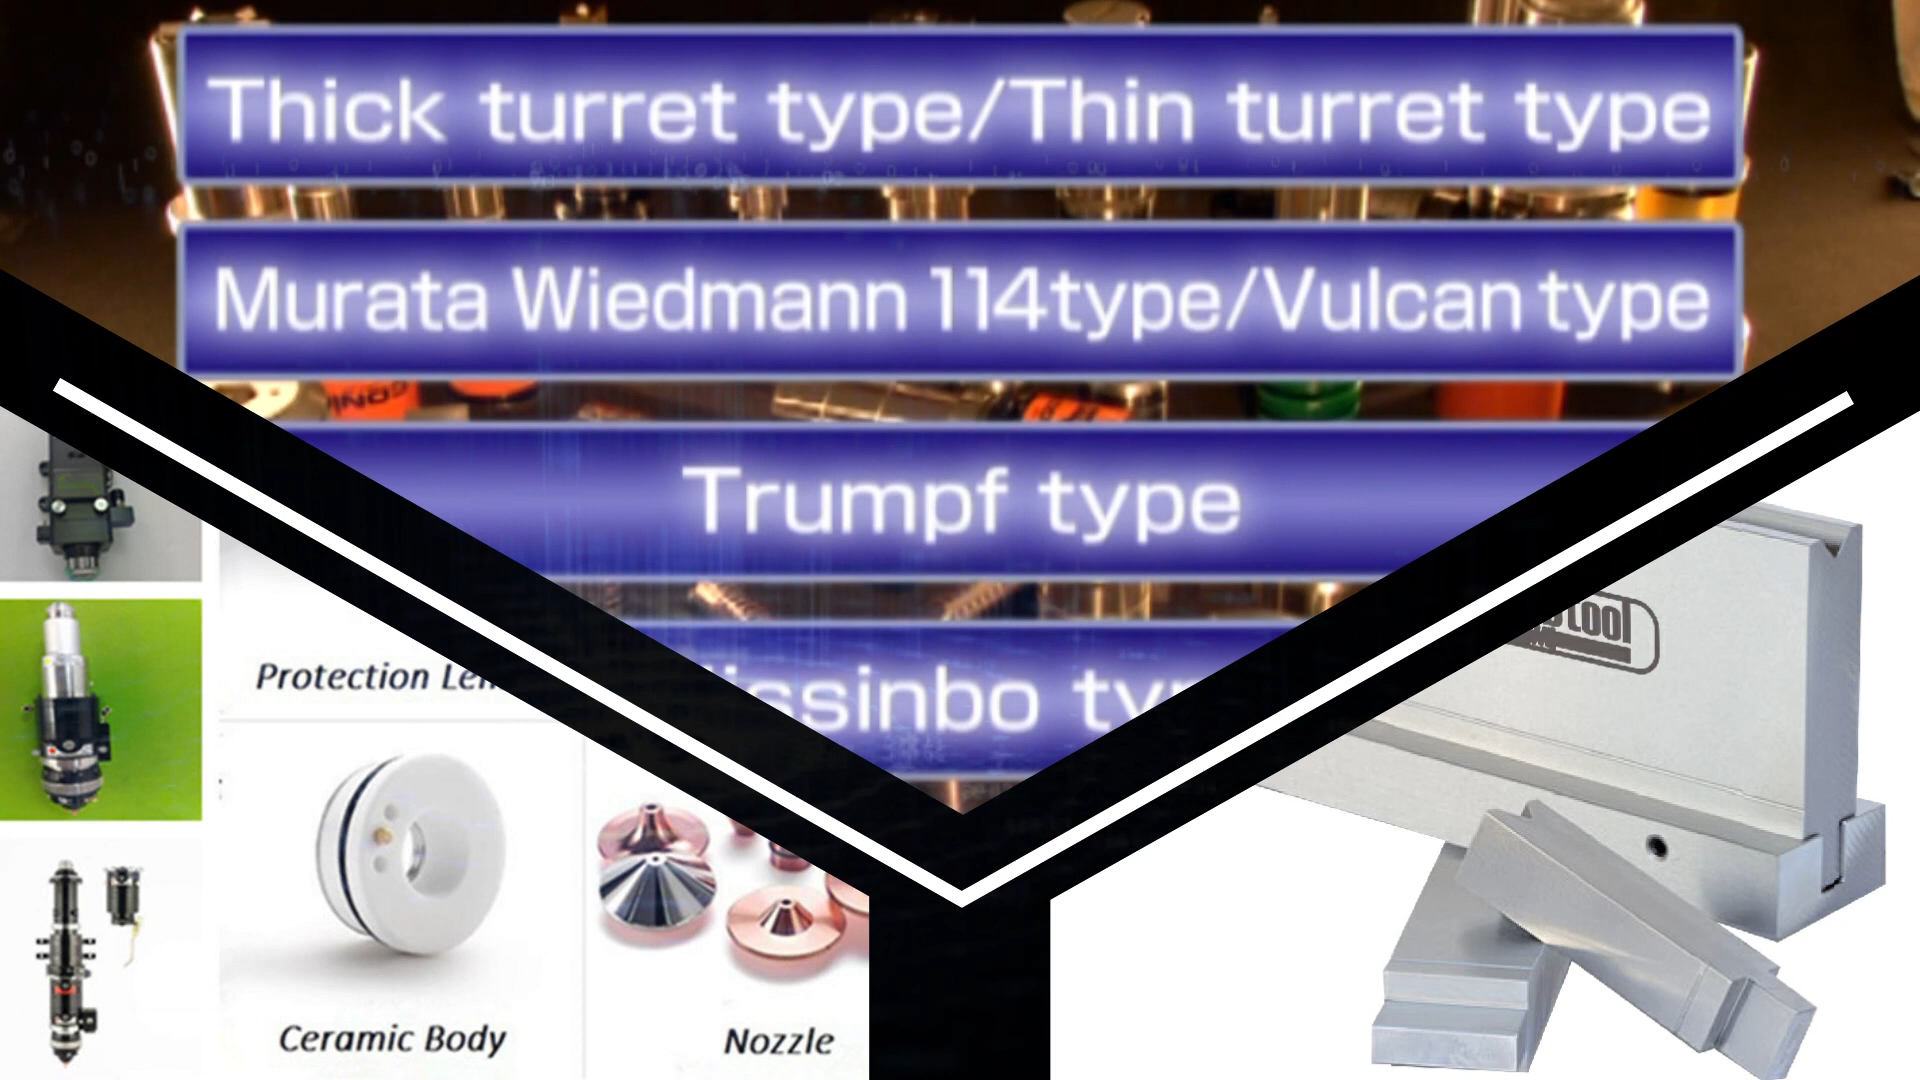 Thick turret type/Thin turret type
Murata Wiedmann 114type/Vulcan type
Trumpf type
Protection
Ceramic Body
Nozzle